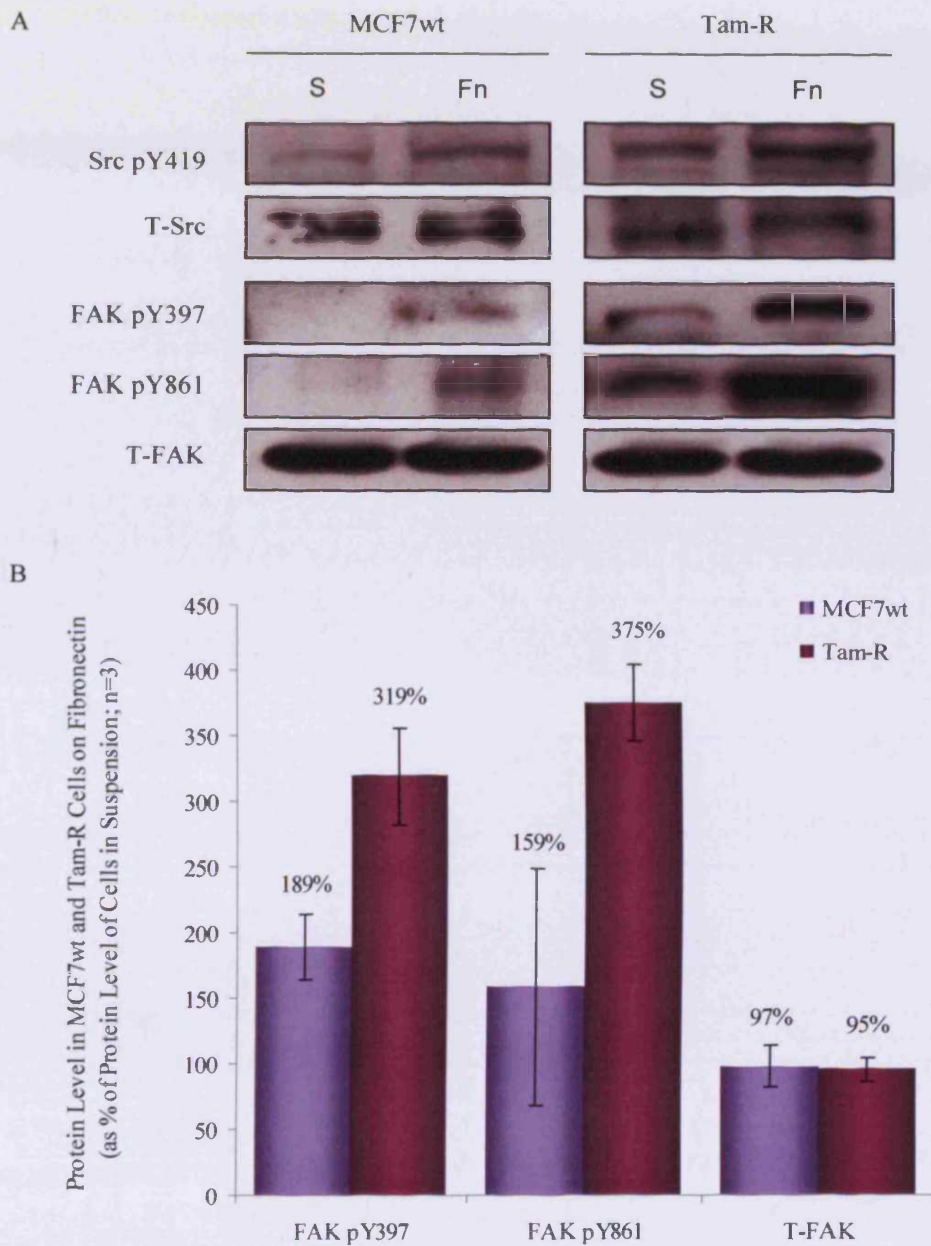 A
MCF7wt Tam-R
S Fn S Fn
Src pY419
T-Src
FAK pY397
FAK pY861
T-FAK
B
Protein Level in MCF7wt and Tam-R Cells on Fibronectin
(as % of Protein Level of Cells in Suspension; n=3)
450
400
350
300
250
200
150
100
50
0
MCF7wt
Tam-R
189%
319%
159%
375%
97%
95%
FAK pY397 FAK pY861 T-FAK